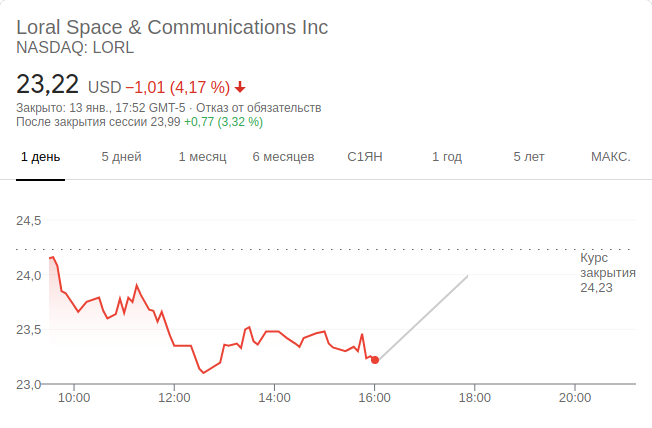 Loral Space & Communications Inc
NASDAQ: LORL
23,22 USD −1,01 (4,17 %)
Закрыто: 13 янв., 17:52 GMT-5 · Отказ от обязательств
После закрытия сессии 23,99 +0,77 (3,32 %)
1 день 5 дней 1 месяц 6 месяцев С1ЯН 1 год 5 лет МАКС.
24,5
Курс
закрытия
24,23
24,0
23,5
23,0
10:00 12:00 14:00 16:00 18:00 20:00